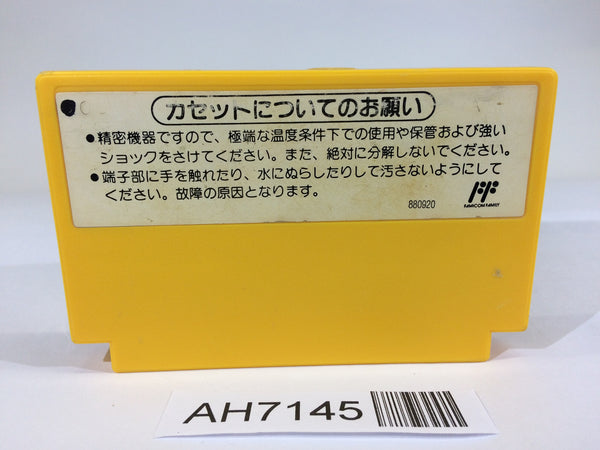 カセットについてのお願い
●精密機器ですので、極端な温度条件下での使用や保管および強い
ショックをさけてください。また、絶対に分解しないでください。
●端子部に手を触れたり、水にぬらしたりして汚さないようにして
ください。故障の原因となります。
880920
FAMICOM FAMILY
AH7145